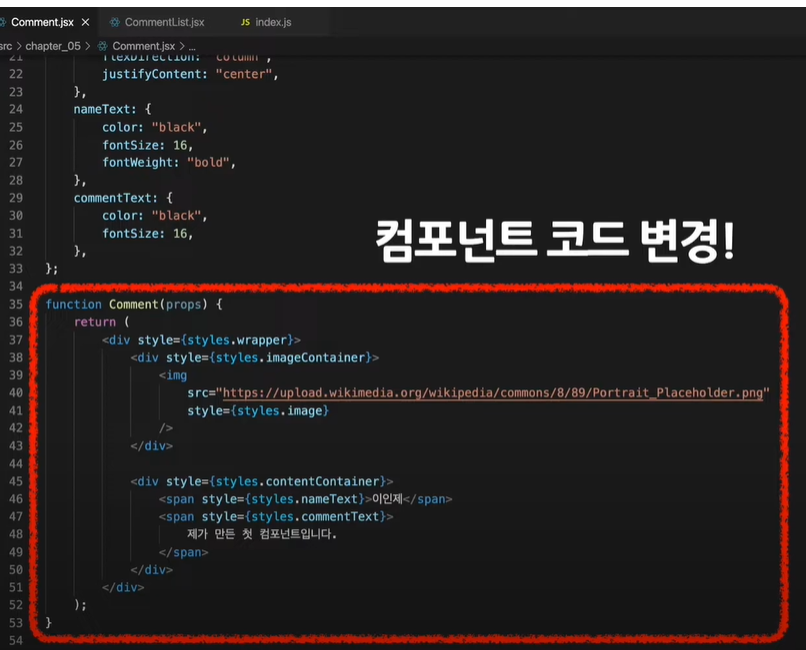 Comment.jsx × CommentList.jsx JS index.js
src > chapter_05 > Comment.jsx > ...
21 flexDirection: "column",
22 justifyContent: "center",
23 },
24 nameText: {
25 color: "black",
26 fontSize: 16,
27 fontWeight: "bold",
28 },
29 commentText: {
30 color: "black",
31 fontSize: 16,
32 },
컴포넌트 코드 변경!
33 };
34
35 function Comment(props) {
36 return (
37 <div style={styles.wrapper}>
38 <div style={styles.imageContainer}>
39 <img
40 src="https://upload.wikimedia.org/wikipedia/commons/8/89/Portrait_Placeholder.png"
41 style={styles.image}
42 />
43 </div>
44
45 <div style={styles.contentContainer}>
46 <span style={styles.nameText}>이인제</span>
47 <span style={styles.commentText}>
48 제가 만든 첫 컴포넌트입니다.
49 </span>
50 </div>
51 </div>
52 );
53 }
54